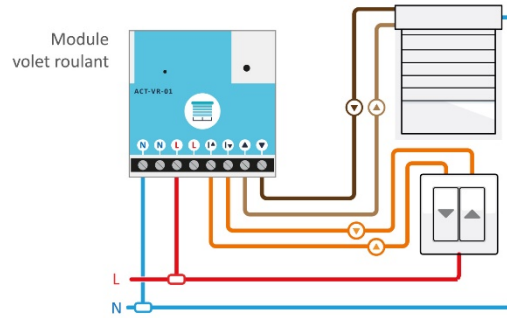 Module
volet roulant
ACT-VR-01
N N L L I▲ I▼ ▲ ▼
L
N